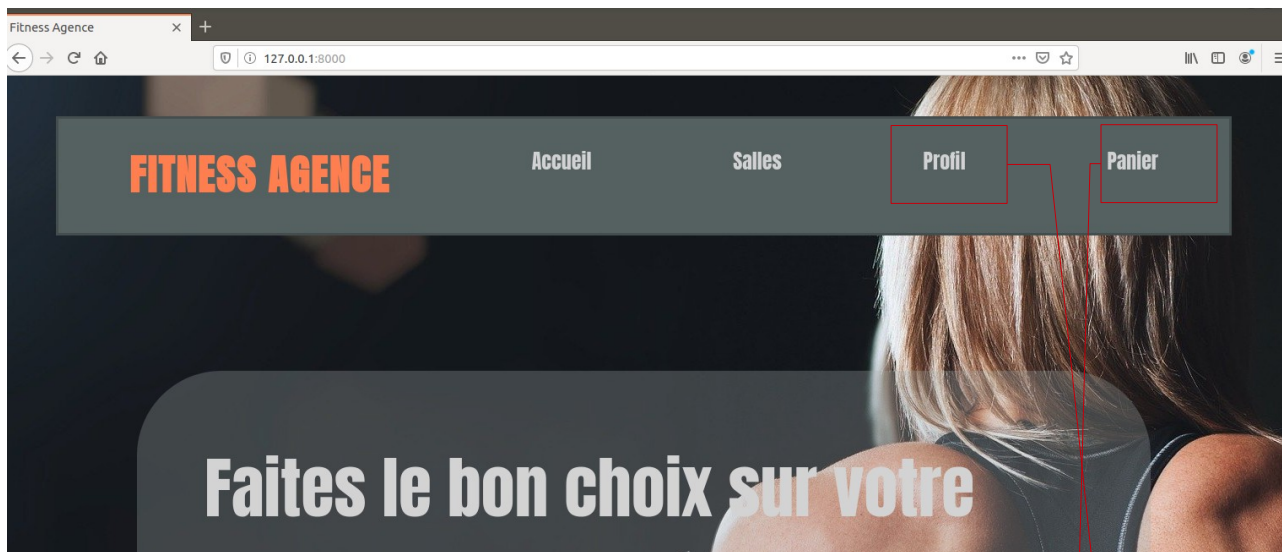 Fitness Agence
127.0.0.1:8000
FITNESS AGENCE Accueil Salles Profil Panier
Faites le bon choix sur votre